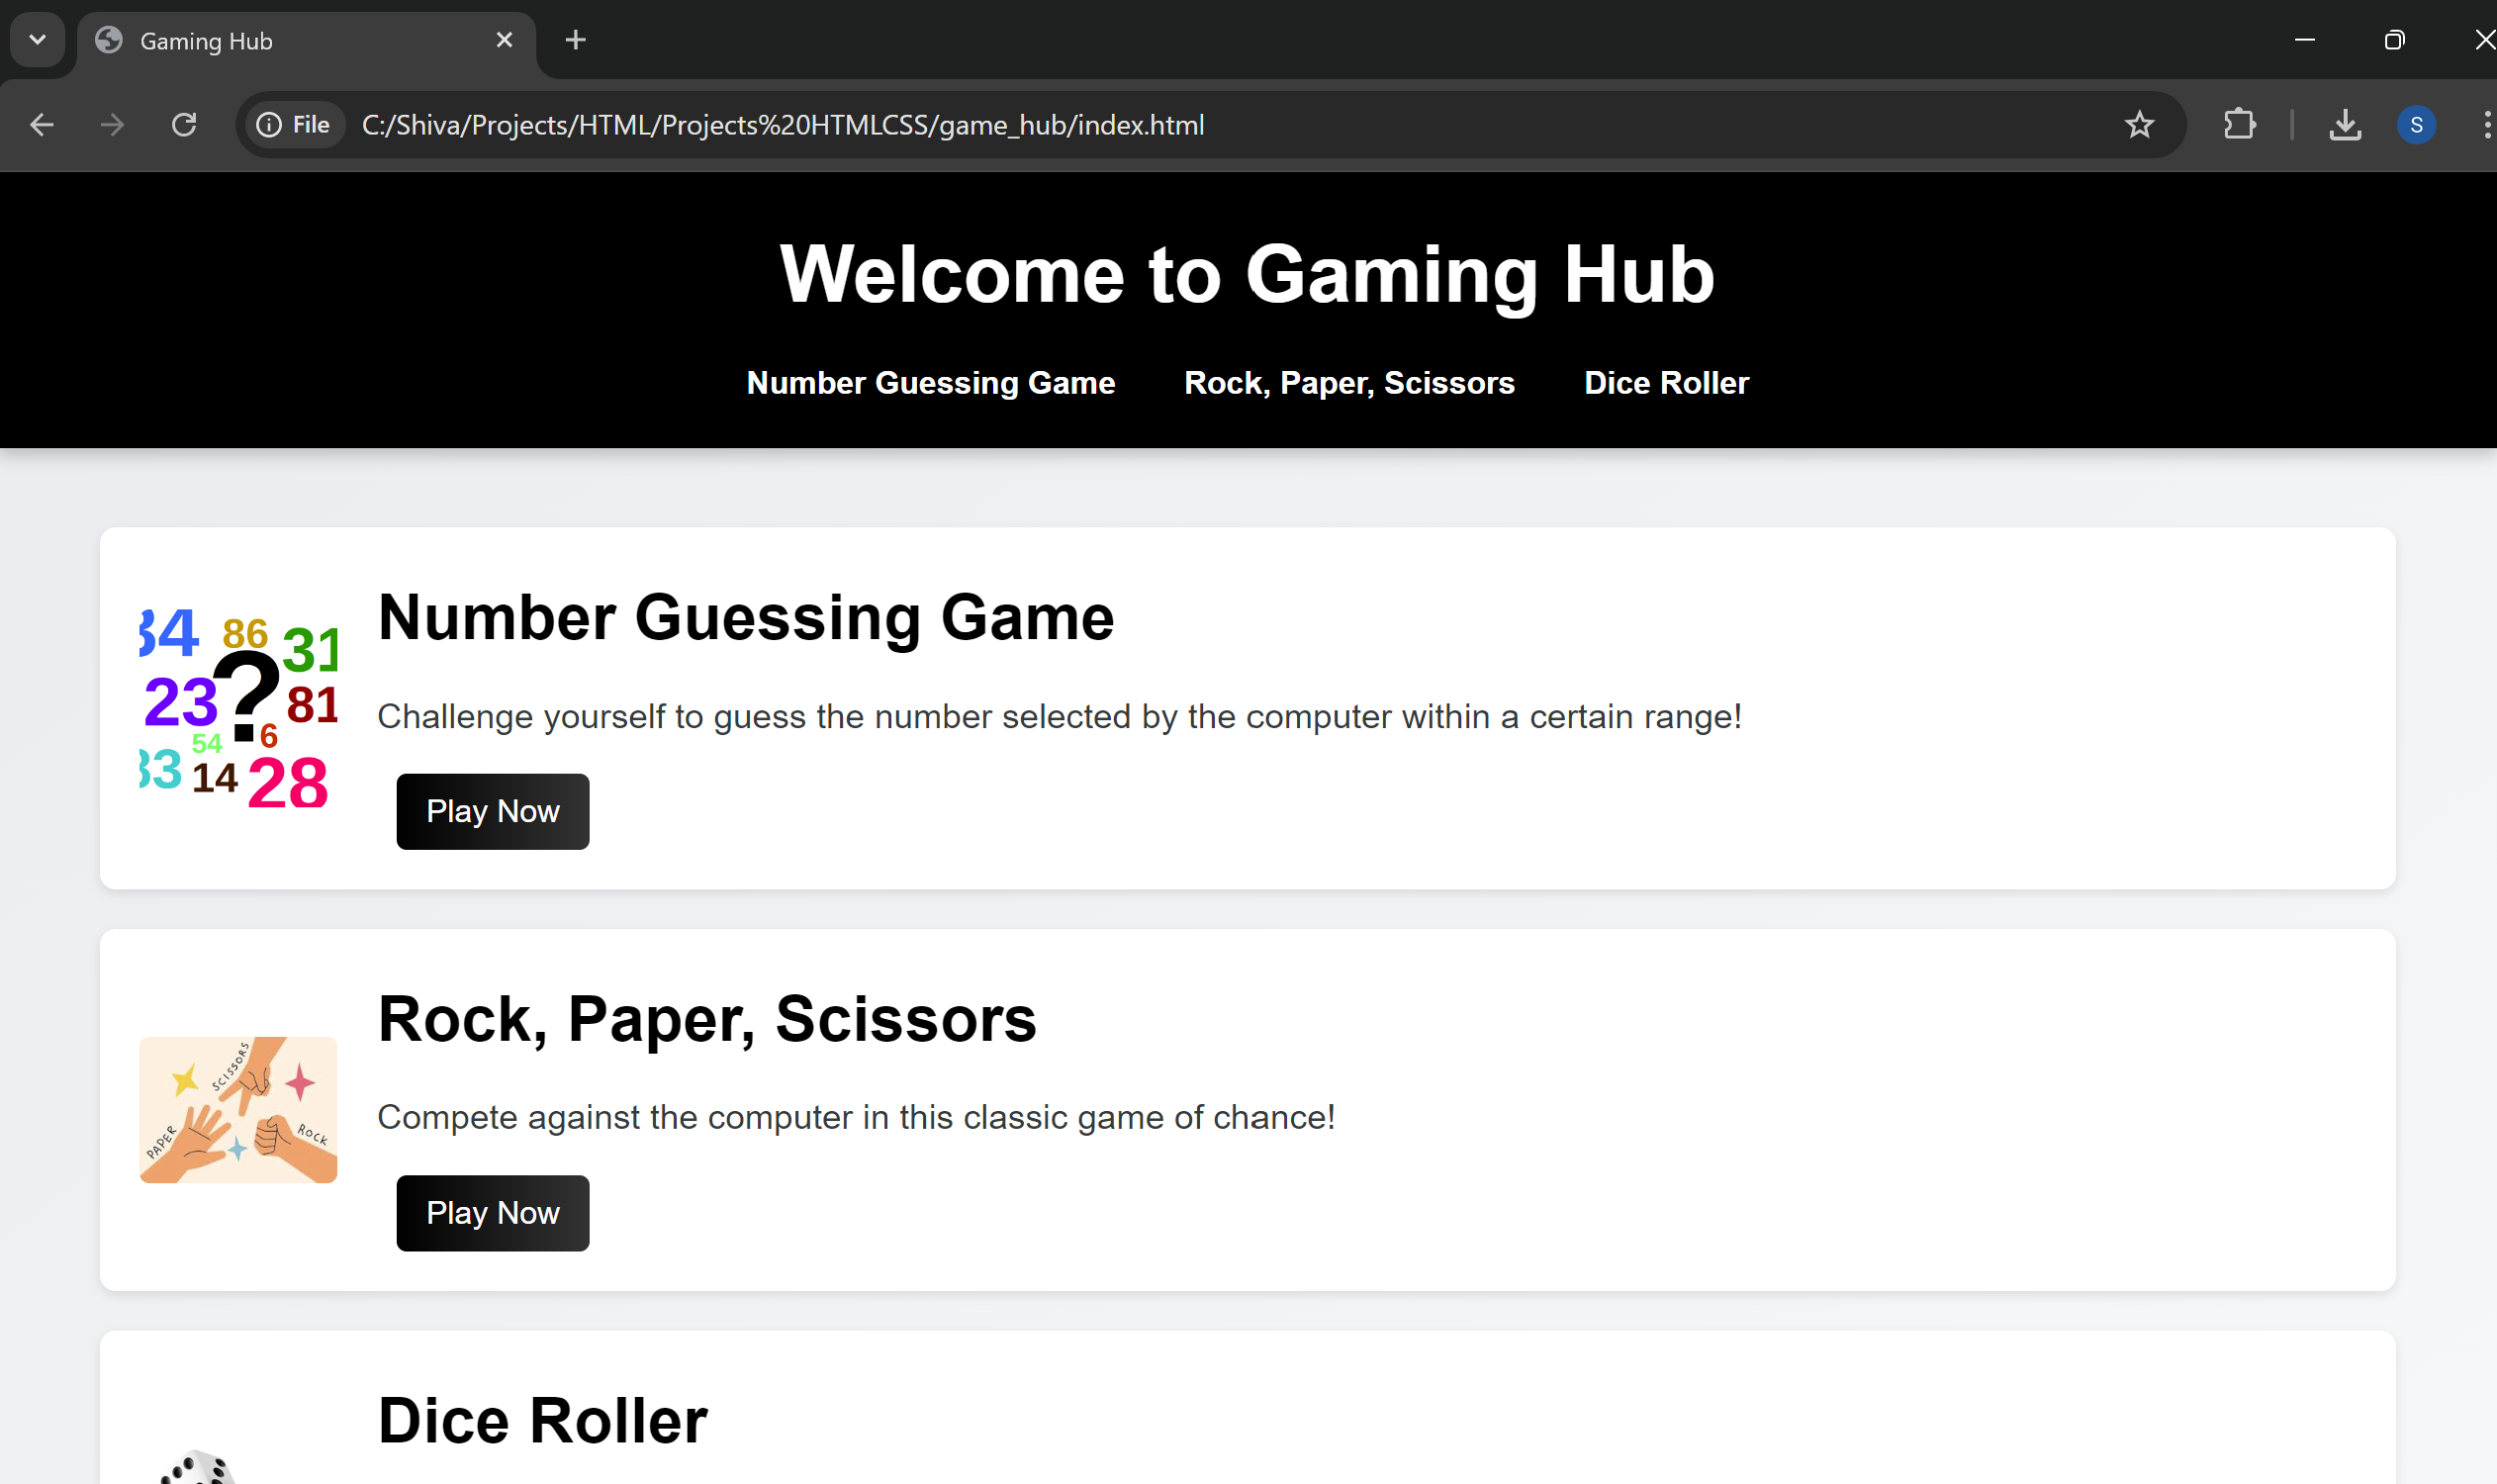 Gaming Hub
File C:/Shiva/Projects/HTML/Projects%20HTMLCSS/game_hub/index.html
S
Welcome to Gaming Hub
Number Guessing Game Rock, Paper, Scissors Dice Roller
Number Guessing Game
84 86 31
23 ? 81
54 6
33 14 28
Challenge yourself to guess the number selected by the computer within a certain range!
Play Now
Rock, Paper, Scissors
SCISSORS
PAPER
ROCK
Compete against the computer in this classic game of chance!
Play Now
Dice Roller